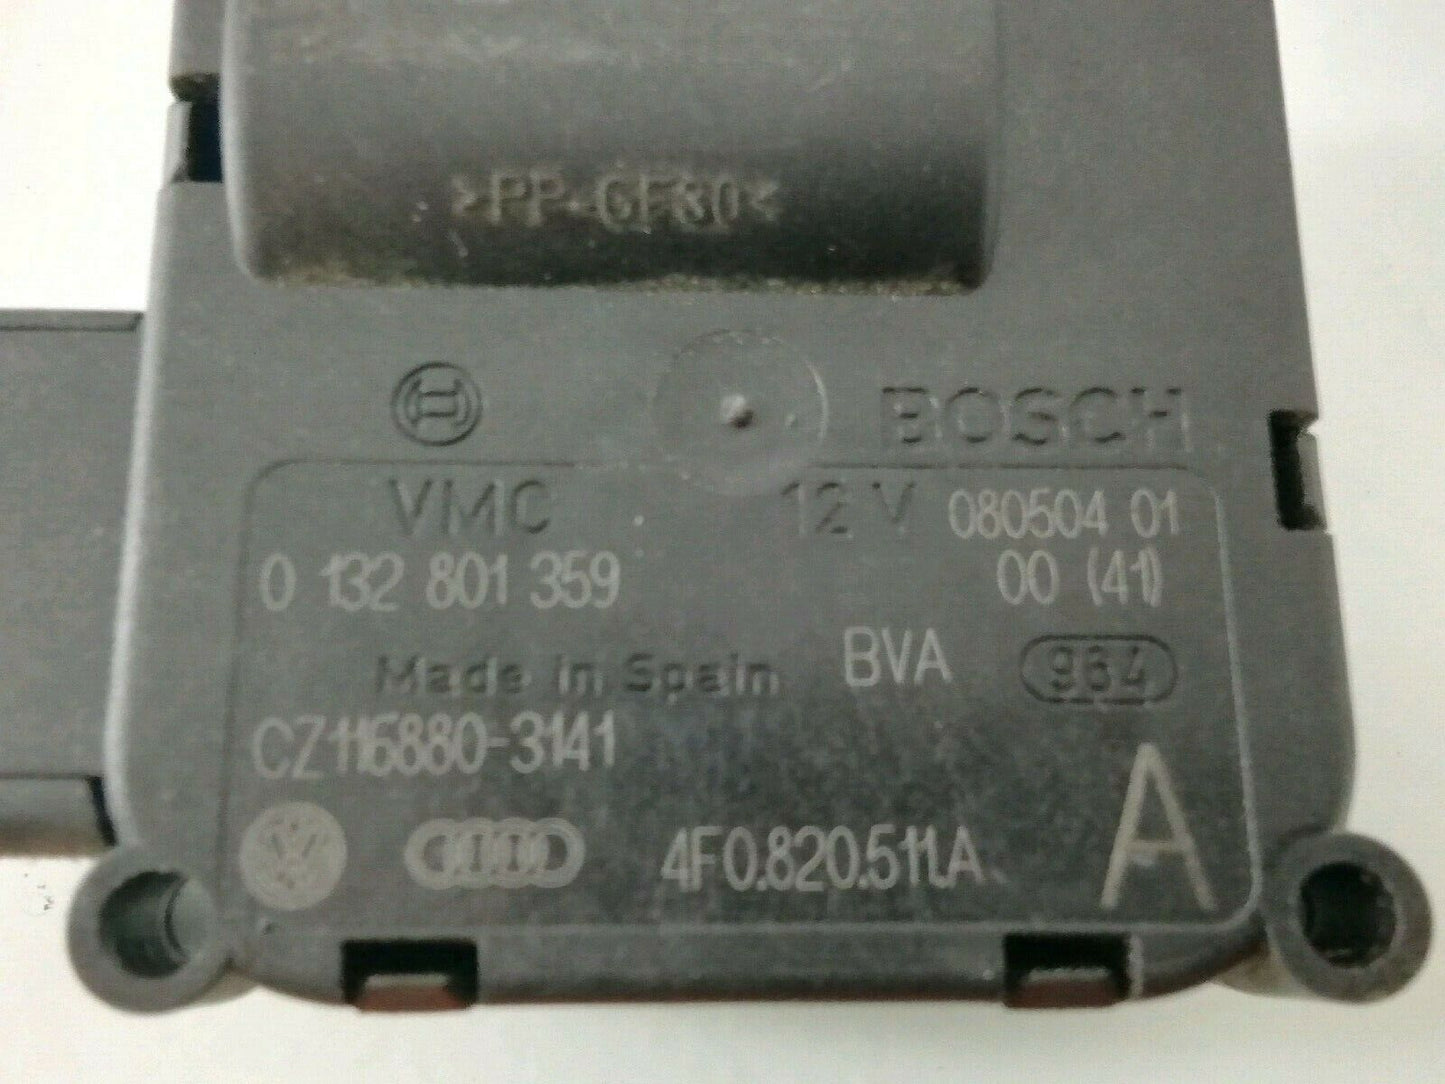 >PP-GF30<
BOSCH
VMC 12 V 080504 01
0 132 801 359 00 (41)
Made in Spain BVA 964
CZ116880-3141
4F0.820.511.A A